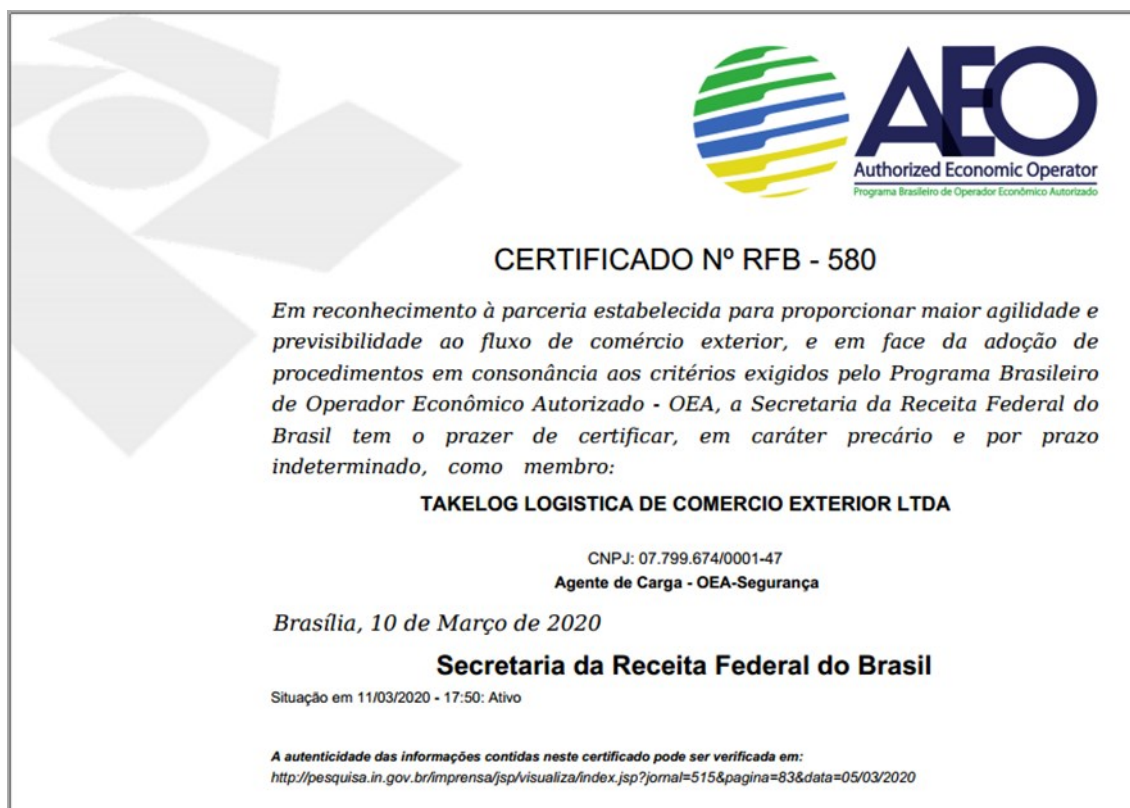 AEO
Authorized Economic Operator
Programa Brasileiro de Operador Econômico Autorizado
CERTIFICADO Nº RFB - 580
Em reconhecimento à parceria estabelecida para proporcionar maior agilidade e
previsibilidade ao fluxo de comércio exterior, e em face da adoção de
procedimentos em consonância aos critérios exigidos pelo Programa Brasileiro
de Operador Econômico Autorizado - OEA, a Secretaria da Receita Federal do
Brasil tem o prazer de certificar, em caráter precário e por prazo
indeterminado, como membro:
TAKELOG LOGISTICA DE COMERCIO EXTERIOR LTDA
CNPJ: 07.799.674/0001-47
Agente de Carga - OEA-Segurança
Brasília, 10 de Março de 2020
Secretaria da Receita Federal do Brasil
Situação em 11/03/2020 - 17:50: Ativo
A autenticidade das informações contidas neste certificado pode ser verificada em:
http://pesquisa.in.gov.br/imprensa/jsp/visualiza/index.jsp?jornal=515&pagina=83&data=05/03/2020